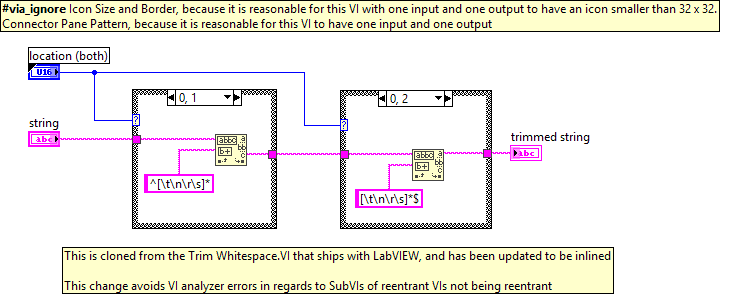 #via_ignore Icon Size and Border, because it is reasonable for this VI with one input and one output to have an icon smaller than 32 x 32.
Connector Pane Pattern, because it is reasonable for this VI to have one input and one output
location (both)
U16
0, 1
0, 2
?
?
string
abc
abbc
b+
a
bb
c
^[\t\n\r\s]*
abbc
b+
a
bb
c
[\t\n\r\s]*$
trimmed string
abc
This is cloned from the Trim Whitespace.VI that ships with LabVIEW, and has been updated to be inlined
This change avoids VI analyzer errors in regards to SubVIs of reentrant VIs not being reentrant